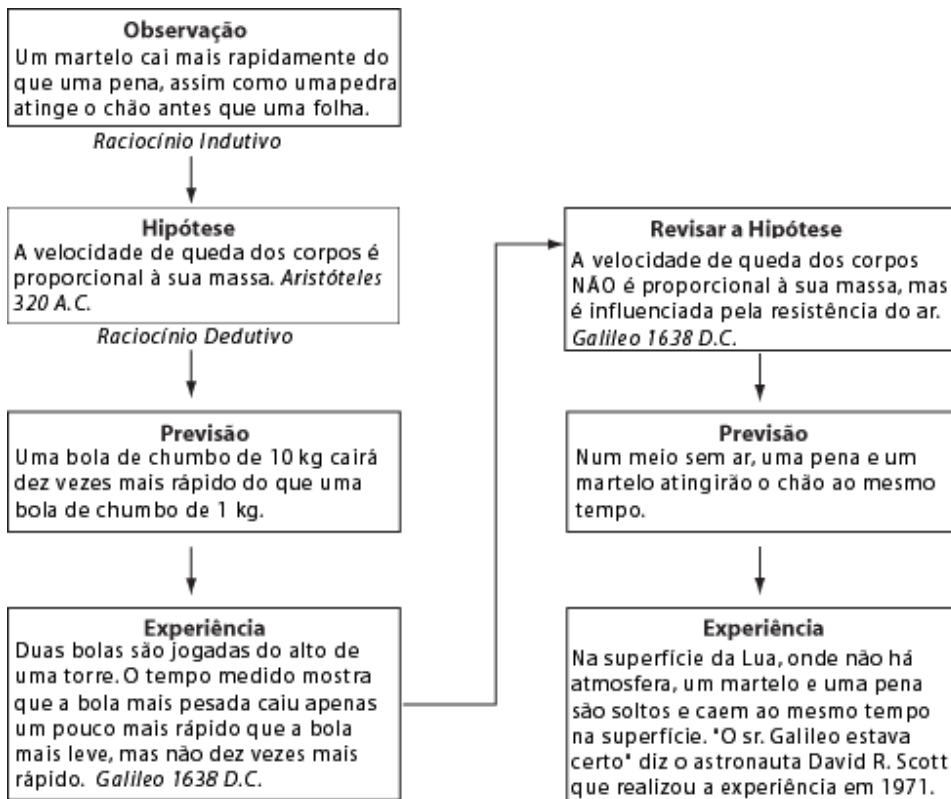 Observação
Um martelo cai mais rapidamente do
que uma pena, assim como umapedra
atinge o chão antes que uma folha.
Raciocínio Indutivo
Hipótese
A velocidade de queda dos corpos é
proporcional à sua massa. Aristóteles
320 A.C.
Raciocínio Dedutivo
Previsão
Uma bola de chumbo de 10 kg cairá
dez vezes mais rápido do que uma
bola de chumbo de 1 kg.
Experiência
Duas bolas são jogadas do alto de
uma torre. O tempo medido mostra
que a bola mais pesada caiu apenas
um pouco mais rápido que a bola
mais leve, mas não dez vezes mais
rápido. Galileo 1638 D.C.
Revisar a Hipótese
A velocidade de queda dos corpos
NÃO é proporcional à sua massa, mas
é influenciada pela resistência do ar.
Galileo 1638 D.C.
Previsão
Num meio sem ar, uma pena e um
martelo atingirão o chão ao mesmo
tempo.
Experiência
Na superfície da Lua, onde não há
atmosfera, um martelo e uma pena
são soltos e caem ao mesmo tempo
na superfície. "O sr. Galileo estava
certo" diz o astronauta David R. Scott
que realizou a experiência em 1971.